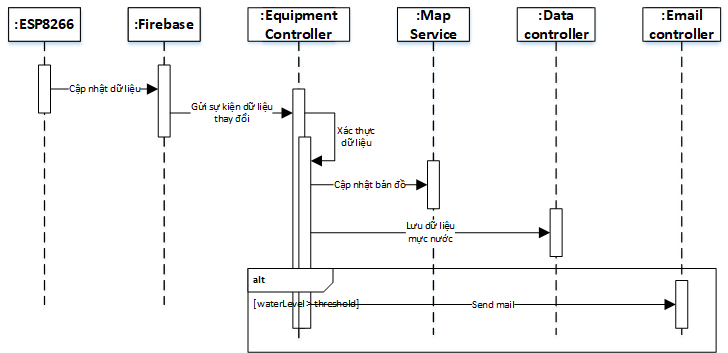 :ESP8266
:Firebase
:Equipment
Controller
:Map
Service
:Data
controller
:Email
controller
Cập nhật dữ liệu
Gửi sự kiện dữ liệu
thay đổi
Xác thực
dữ liệu
Cập nhật bản đồ
Lưu dữ liệu
mực nước
alt
[waterLevel>threshold]
Send mail